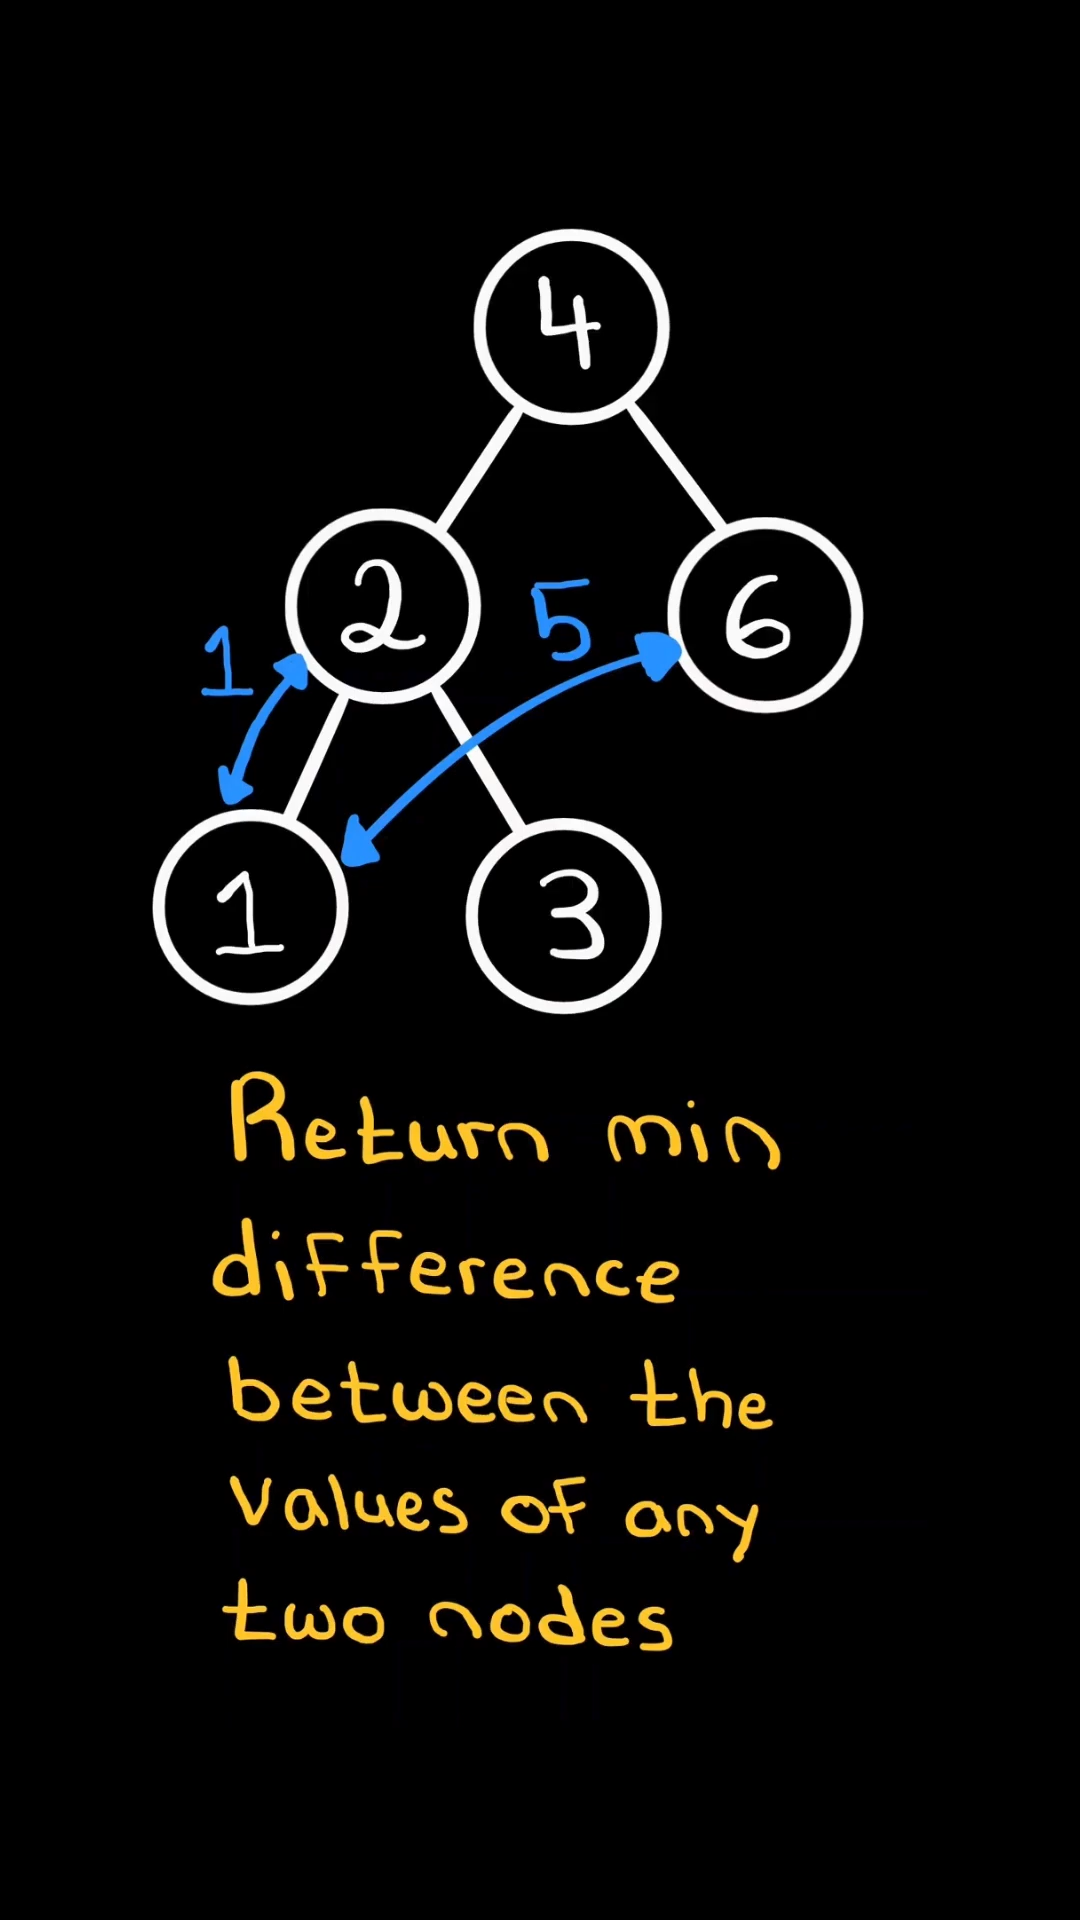 4
2
5
6
1
1
3
Return min
difference
between the
values of any
two nodes